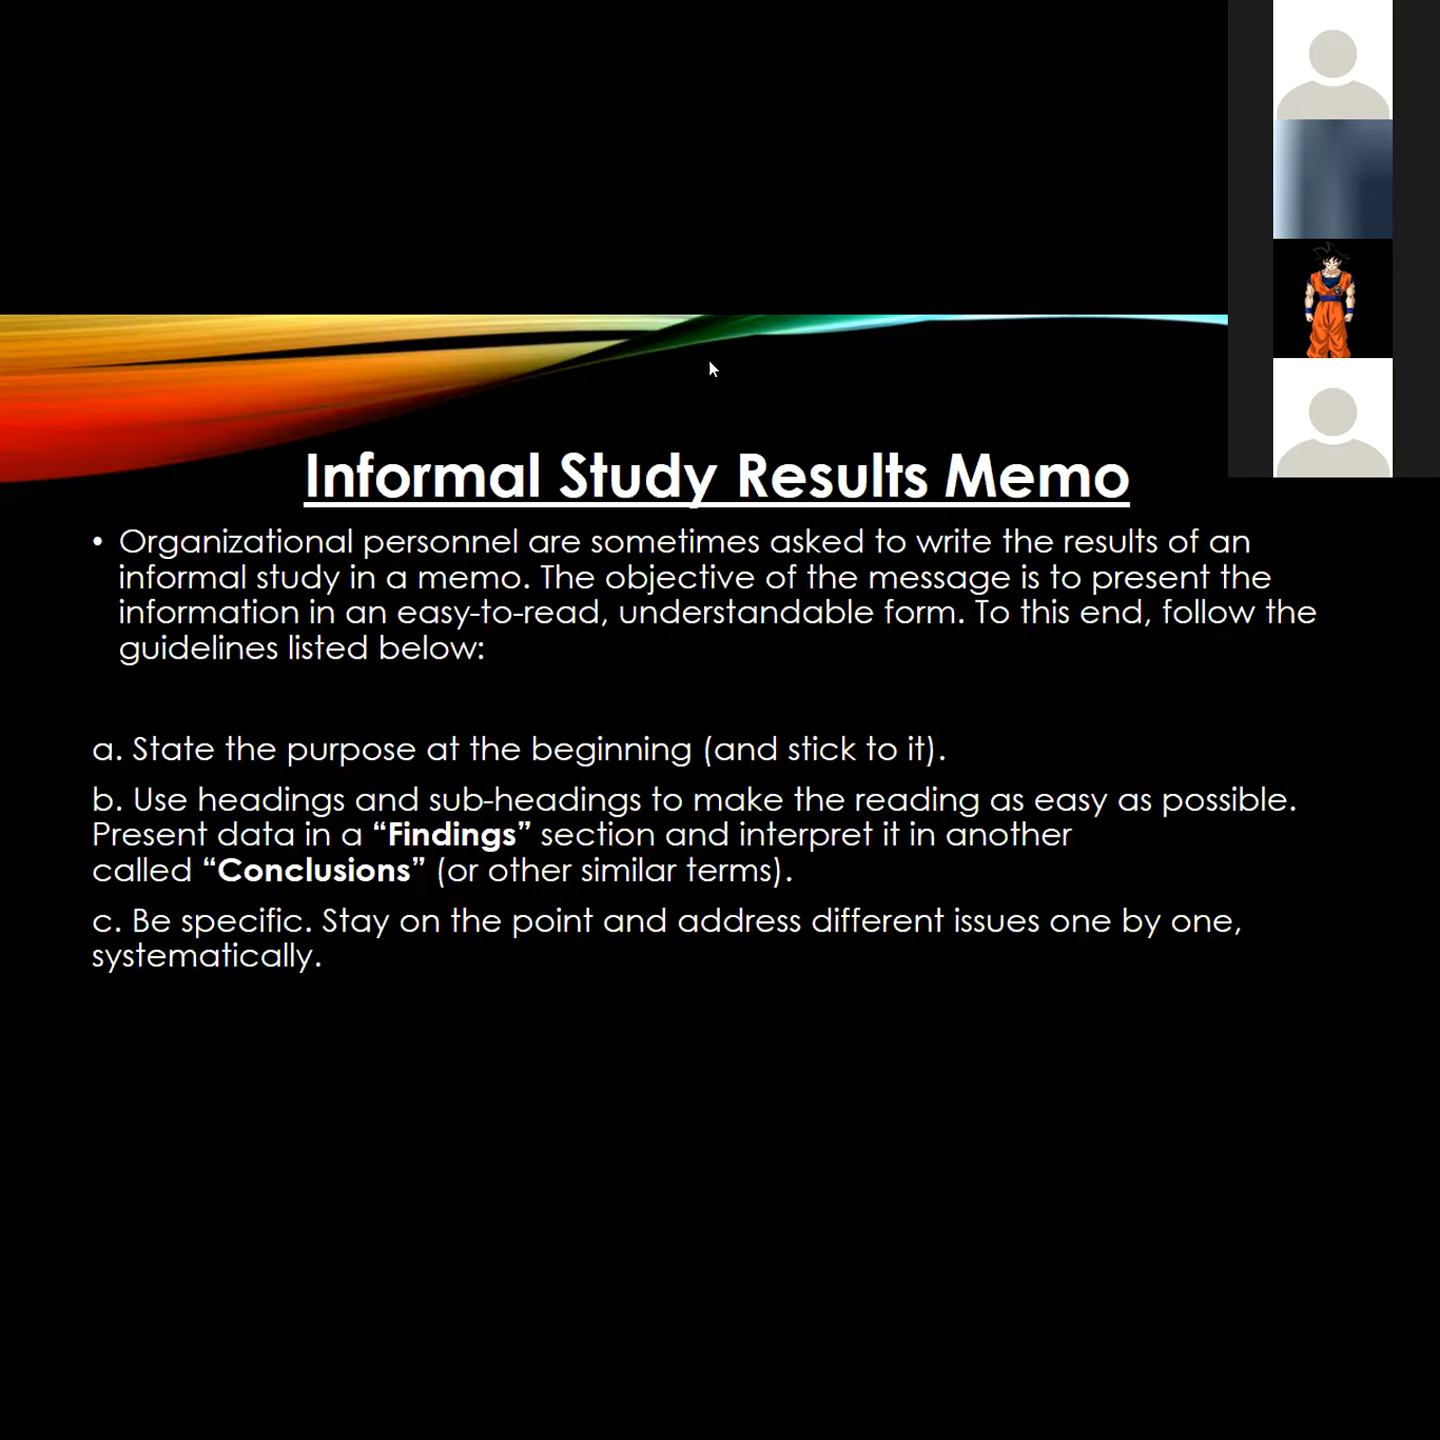 Informal Study Results Memo
• Organizational personnel are sometimes asked to write the results of an
informal study in a memo. The objective of the message is to present the
information in an easy-to-read, understandable form. To this end, follow the
guidelines listed below:
a. State the purpose at the beginning (and stick to it).
b. Use headings and sub-headings to make the reading as easy as possible.
Present data in a “Findings” section and interpret it in another
called “Conclusions” (or other similar terms).
c. Be specific. Stay on the point and address different issues one by one,
systematically.